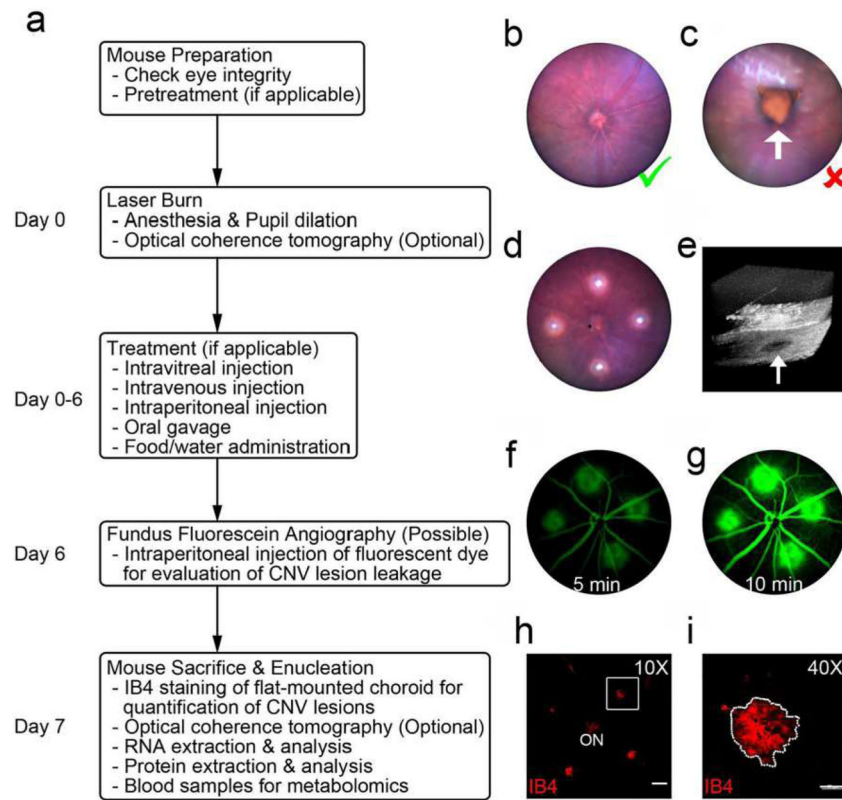 a
Mouse Preparation
- Check eye integrity
- Pretreatment (if applicable)
Day 0
Laser Burn
- Anesthesia & Pupil dilation
- Optical coherence tomography (Optional)
Day 0-6
Treatment (if applicable)
- Intravitreal injection
- Intravenous injection
- Intraperitoneal injection
- Oral gavage
- Food/water administration
Day 6
Fundus Fluorescein Angiography (Possible)
- Intraperitoneal injection of fluorescent dye
for evaluation of CNV lesion leakage
Day 7
Mouse Sacrifice & Enucleation
- IB4 staining of flat-mounted choroid for
quantification of CNV lesions
- Optical coherence tomography (Optional)
- RNA extraction & analysis
- Protein extraction & analysis
- Blood samples for metabolomics
b
c
d
e
f
5 min
g
10 min
h
10X
ON
IB4
i
40X
IB4